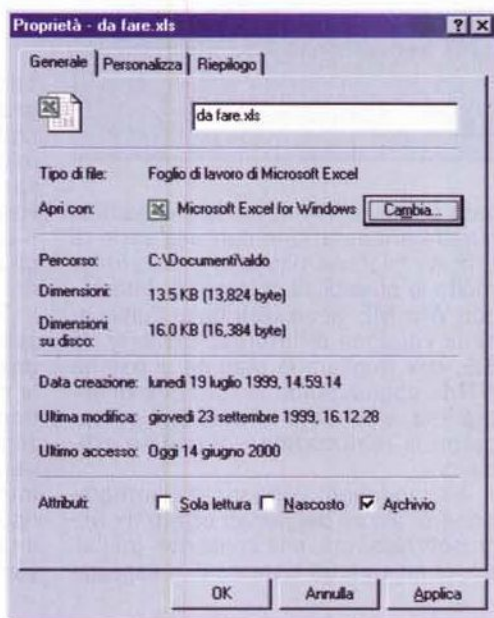 Proprietà - da fare.xls
Generale Personalizza Riepilogo
da fare.xls
Tipo di file: Foglio di lavoro di Microsoft Excel
Apri con: Microsoft Excel for Windows Cambia...
Percorso: C:\Documenti\aldo
Dimensioni: 13.5 KB (13,824 byte)
Dimensioni su disco: 16.0 KB (16,384 byte)
Data creazione: lunedì 19 luglio 1999, 14.59.14
Ultima modifica: giovedì 23 settembre 1999, 16.12.28
Ultimo accesso: Oggi 14 giugno 2000
Attributi: Sola lettura Nascosto Archivio
OK Annulla Applica